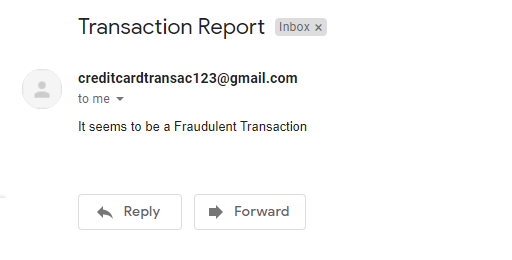 Transaction Report Inbox ×
creditcardtransac123@gmail.com
to me
It seems to be a Fraudulent Transaction
Reply Forward